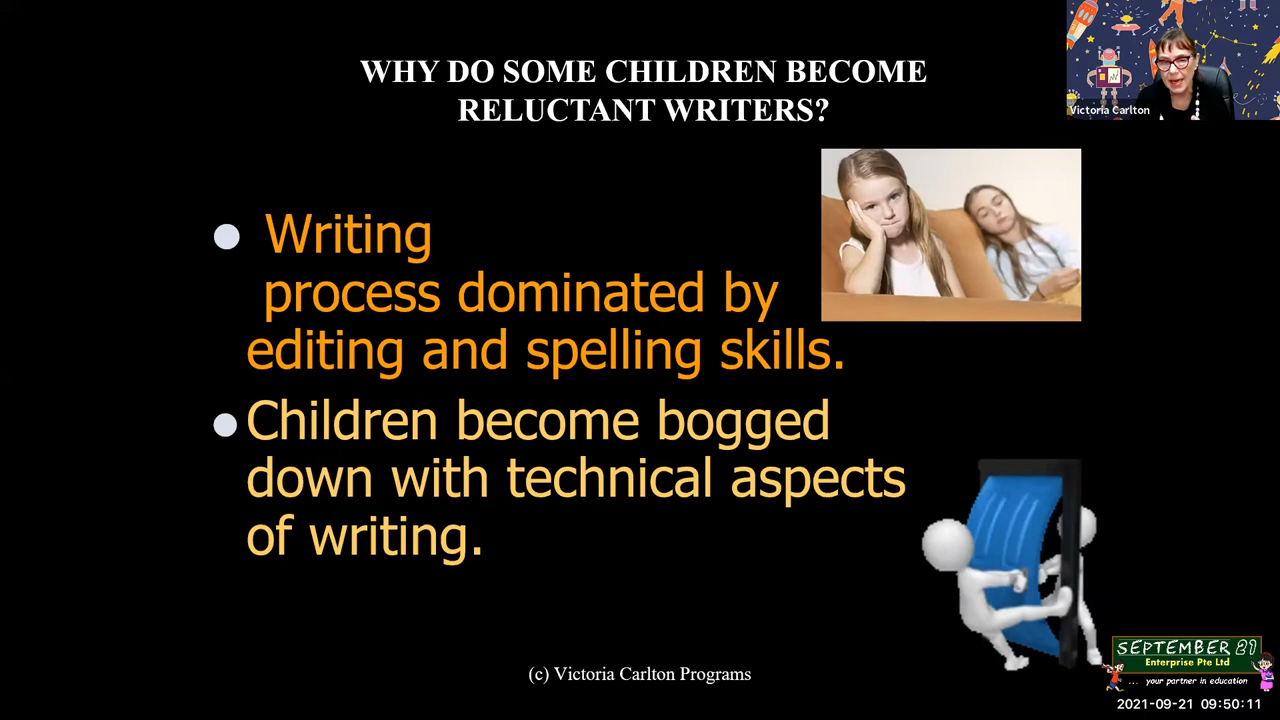 WHY DO SOME CHILDREN BECOME
RELUCTANT WRITERS?
Victoria Carlton
● Writing
process dominated by
editing and spelling skills.
● Children become bogged
down with technical aspects
of writing.
(c) Victoria Carlton Programs
SEPTEMBER 21
Enterprise Pte Ltd
... your partner in education
2021-09-21 09:50:11